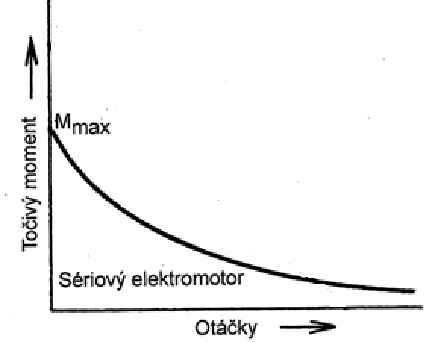 Mmax
Točivý moment
Sériový elektromotor
Otáčky